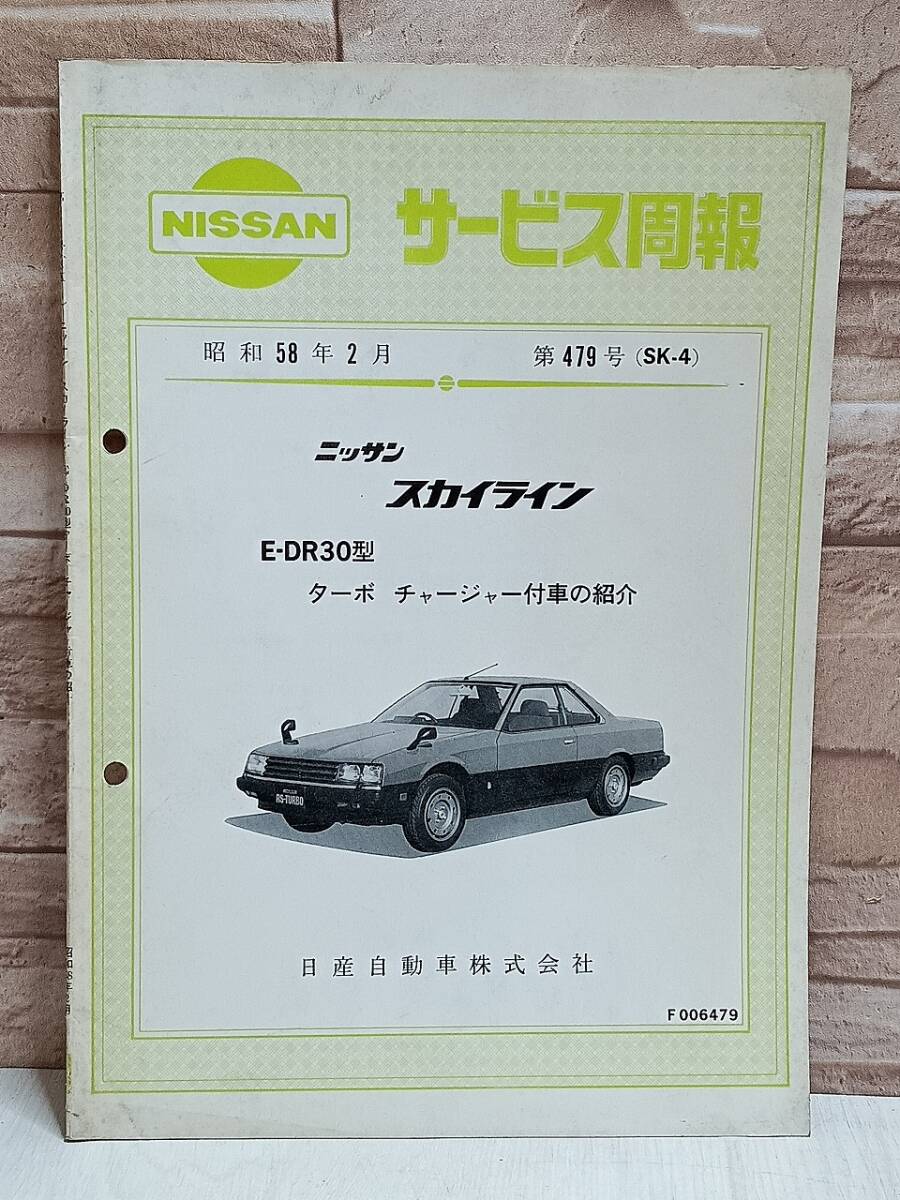 NISSAN
サービス周報
昭和58年2月
第479号(SK-4)
ニッサン
スカイライン
E-DR30型
ターボ チャージャー付車の紹介
RS-TURBO
日産自動車株式会社
F006479